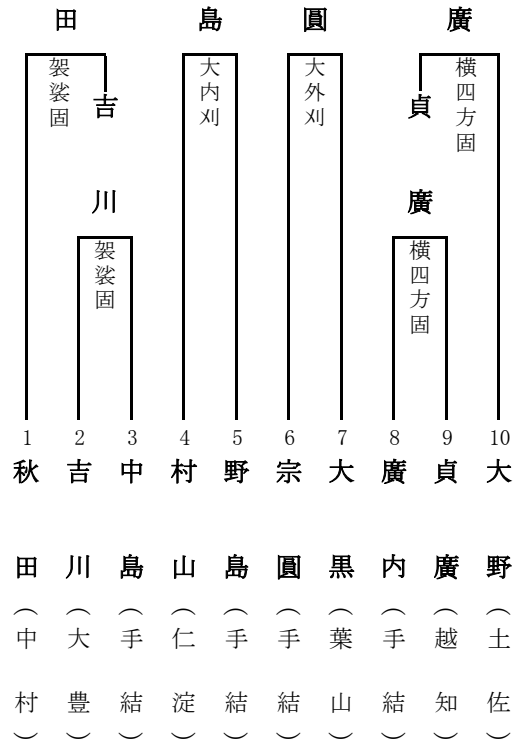 田
島
圓
廣
袈裟固
大内刈
大外刈
横四方固
吉川
貞廣
袈裟固
横四方固
1 秋田(中村)
2 吉川(大豊)
3 中島(手結)
4 村山(仁淀)
5 野島(手結)
6 宗圓(手結)
7 大黒(葉山)
8 廣内(手結)
9 貞廣(越知)
10 大野(土佐)